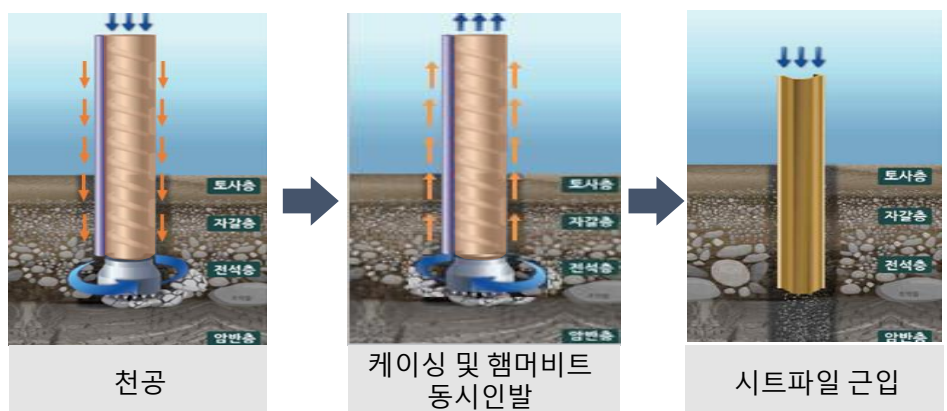 토사층
자갈층
전석층
암반층
천공
토사층
자갈층
전석층
암반층
케이싱 및 햄머비트
동시인발
토사층
자갈층
전석층
암반층
시트파일 근입